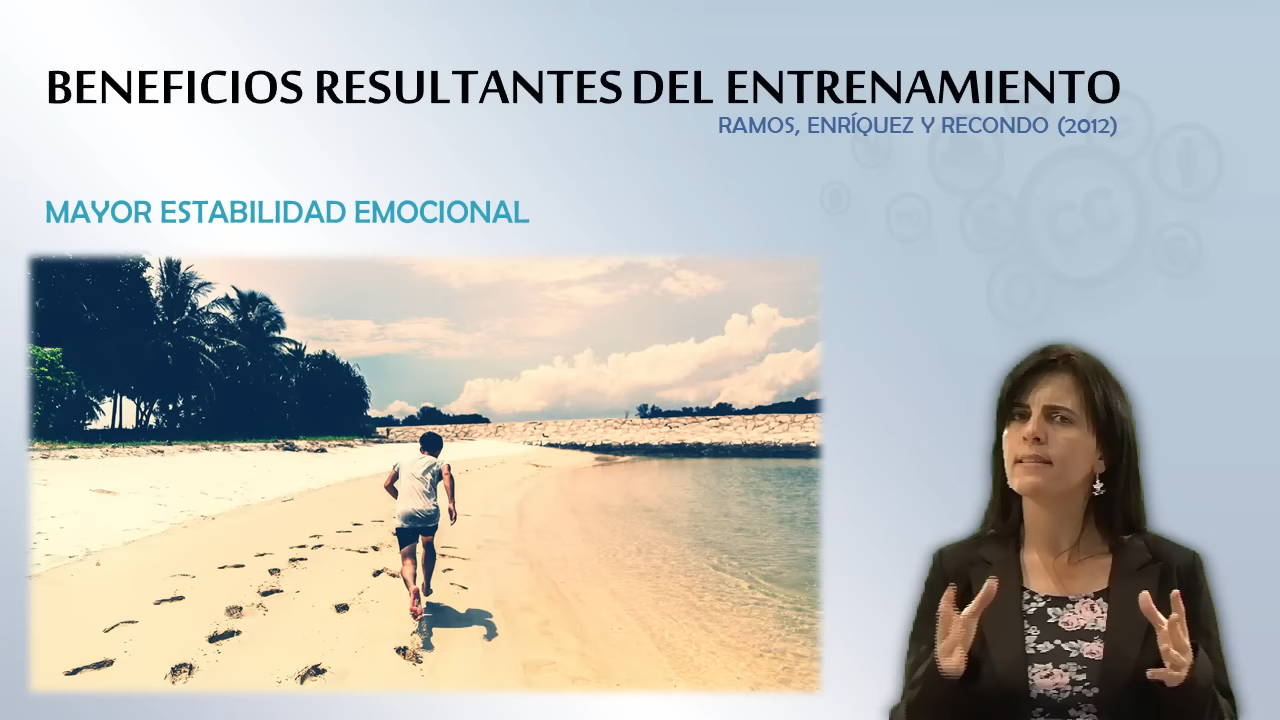 BENEFICIOS RESULTANTES DEL ENTRENAMIENTO
RAMOS, ENRÍQUEZ Y RECONDO (2012)
MAYOR ESTABILIDAD EMOCIONAL